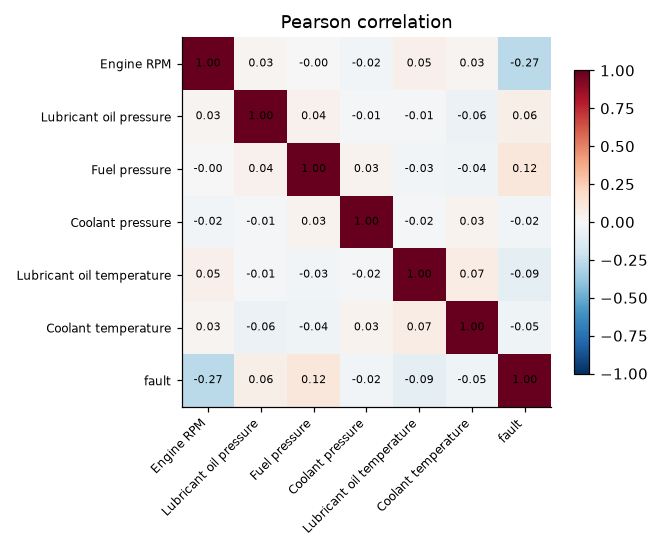 Pearson correlation
Engine RPM 1.00 0.03 -0.00 -0.02 0.05 0.03 -0.27
Lubricant oil pressure 0.03 1.00 0.04 -0.01 -0.01 -0.06 0.06
Fuel pressure -0.00 0.04 1.00 0.03 -0.03 -0.04 0.12
Coolant pressure -0.02 -0.01 0.03 1.00 -0.02 0.03 -0.02
Lubricant oil temperature 0.05 -0.01 -0.03 -0.02 1.00 0.07 -0.09
Coolant temperature 0.03 -0.06 -0.04 0.03 0.07 1.00 -0.05
fault -0.27 0.06 0.12 -0.02 -0.09 -0.05 1.00
Engine RPM
Lubricant oil pressure
Fuel pressure
Coolant pressure
Lubricant oil temperature
Coolant temperature
fault
1.00
0.75
0.50
0.25
0.00
−0.25
−0.50
−0.75
−1.00